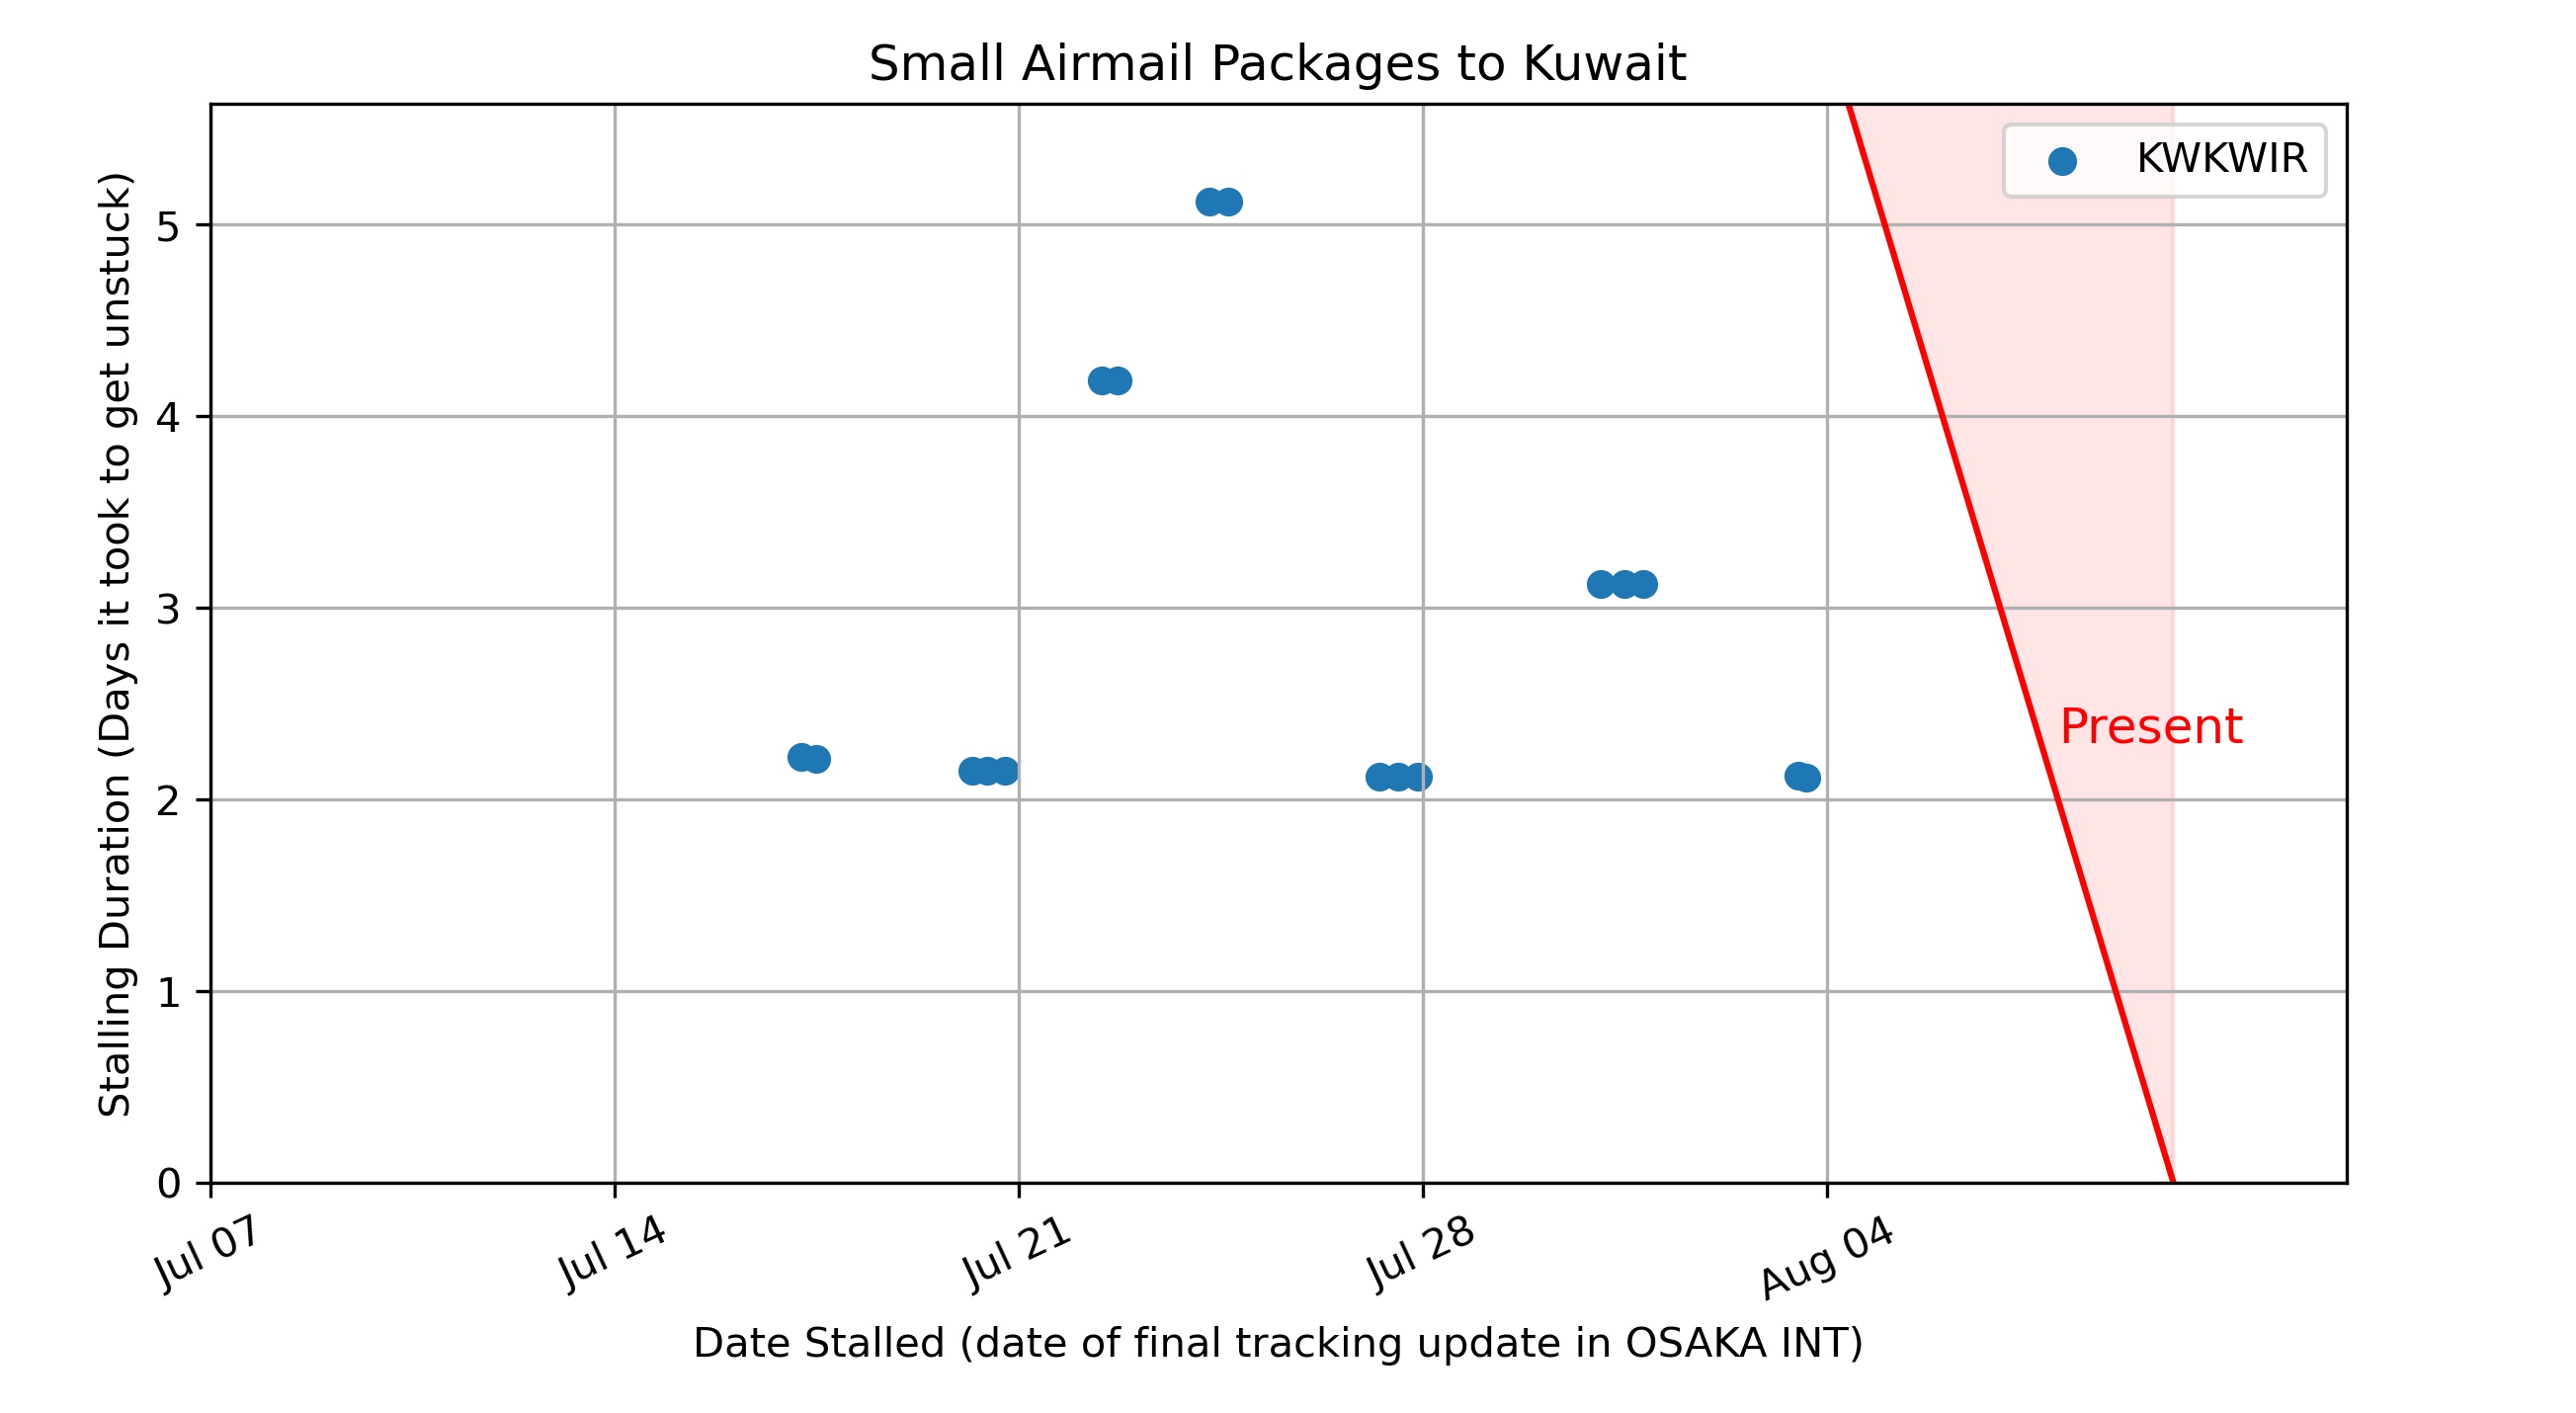 Small Airmail Packages to Kuwait
KWKWIR
Stalling Duration (Days it took to get unstuck)
5
4
3
2
1
0
Present
Jul 07
Jul 14
Jul 21
Jul 28
Aug 04
Date Stalled (date of final tracking update in OSAKA INT)